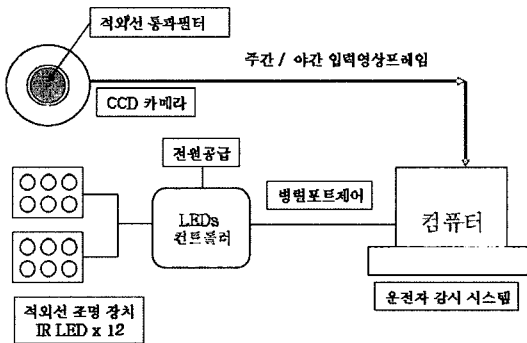 적외선 통과필터
주간 / 야간 입력영상프레임
CCD 카메라
전원공급
병렬포트제어
LEDs
컨트롤러
컴퓨터
운전자 감시 시스템
적외선 조명 장치
IR LED x 12